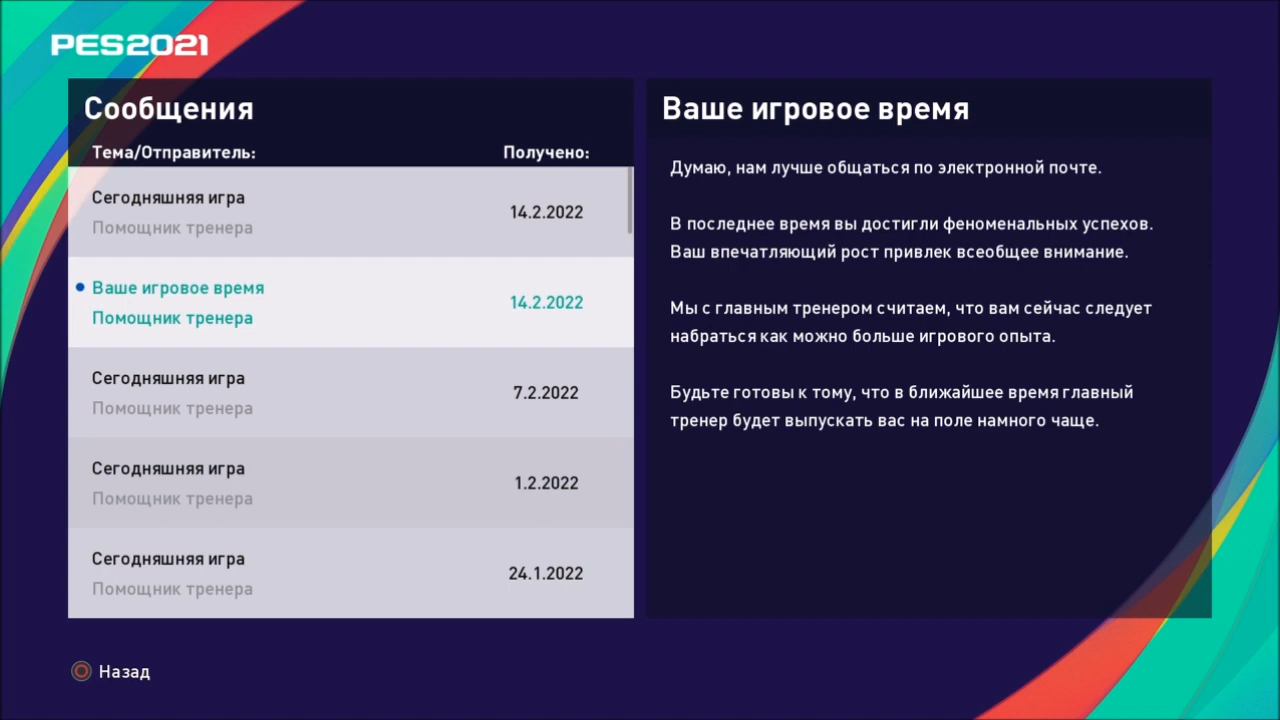 PES2021
Сообщения
Тема/Отправитель: Получено:
Сегодняшняя игра
Помощник тренера
14.2.2022
Ваше игровое время
Помощник тренера
14.2.2022
Сегодняшняя игра
Помощник тренера
7.2.2022
Сегодняшняя игра
Помощник тренера
1.2.2022
Сегодняшняя игра
Помощник тренера
24.1.2022
Ваше игровое время
Думаю, нам лучше общаться по электронной почте.
В последнее время вы достигли феноменальных успехов.
Ваш впечатляющий рост привлек всеобщее внимание.
Мы с главным тренером считаем, что вам сейчас следует
набраться как можно больше игрового опыта.
Будьте готовы к тому, что в ближайшее время главный
тренер будет выпускать вас на поле намного чаще.
Назад